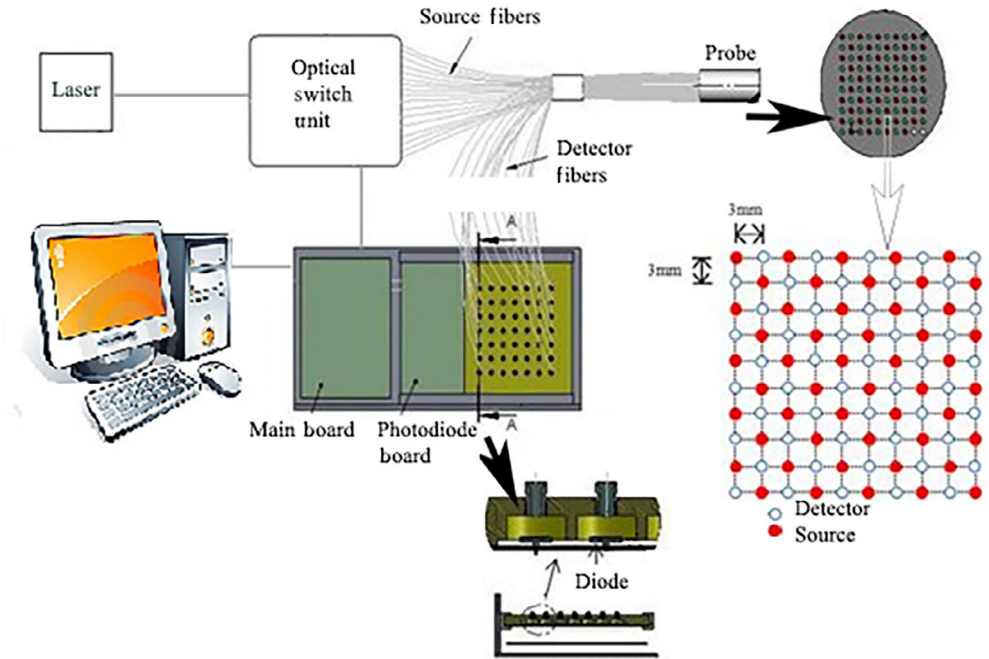 Source fibers
Laser
Optical
switch
unit
Probe
Detector
fibers
3mm
3mm
A
A
Main board
Photodiode
board
Detector
Source
Diode